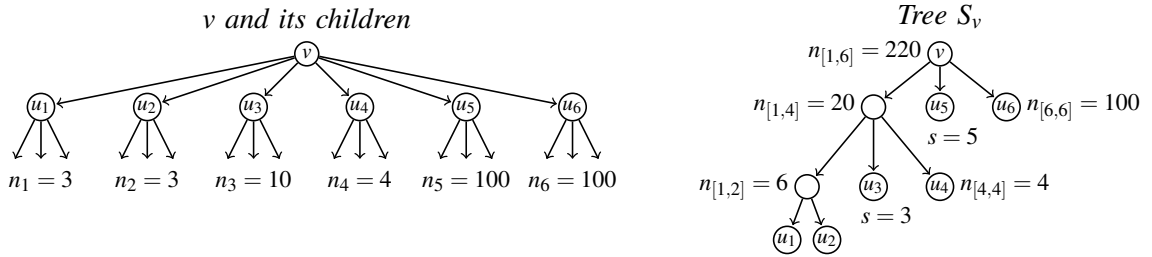 v and its children
v
u₁ u₂ u₃ u₄ u₅ u₆
n₁ = 3 n₂ = 3 n₃ = 10 n₄ = 4 n₅ = 100 n₆ = 100
Tree Sᵥ
n[1,6] = 220 v
n[1,4] = 20 u₅ u₆ n[6,6] = 100
s = 5
n[1,2] = 6 u₃ u₄ n[4,4] = 4
s = 3
u₁ u₂